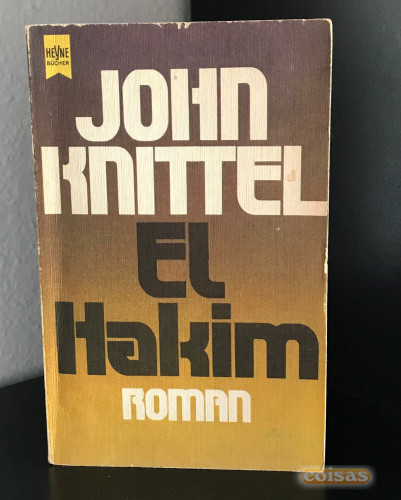 HEYNE
BÜCHER
JOHN
KNITTEL
El
Hakim
ROMAN
coisas